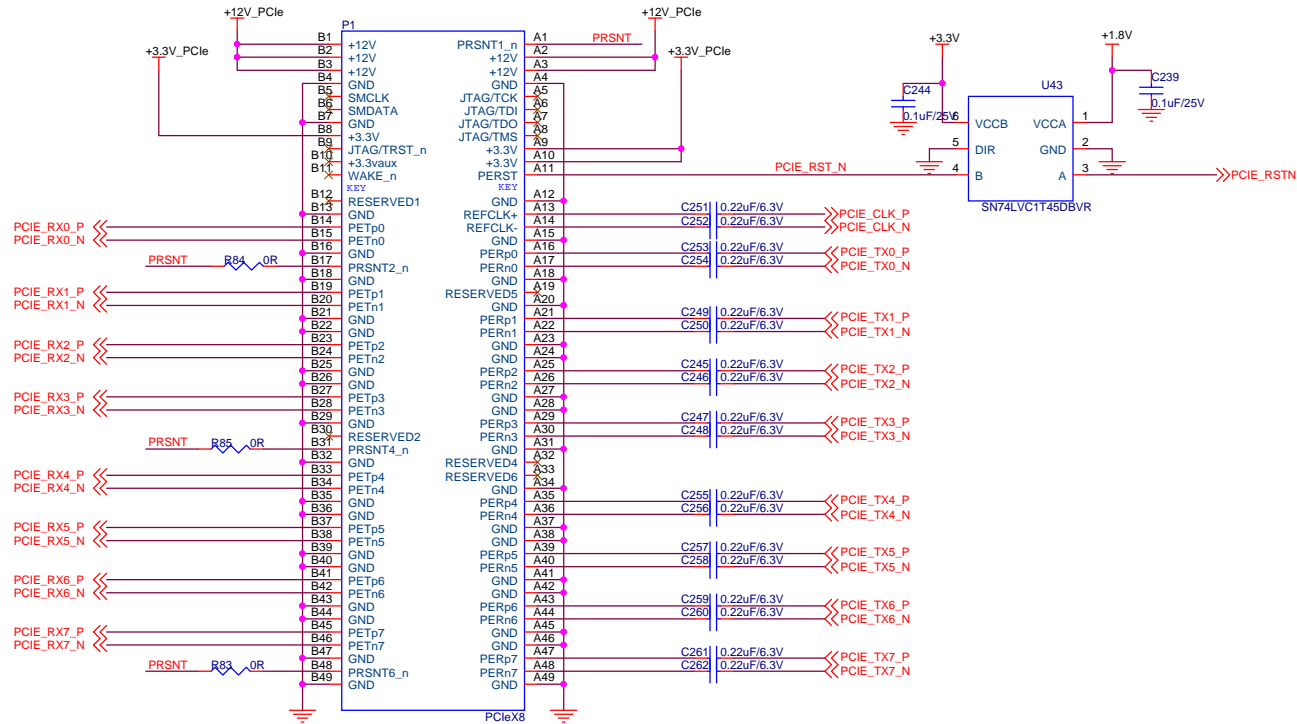 +12V_PCIe
+3.3V_PCIe
P1
+12V_PCIe
+3.3V_PCIe
B1 +12V
B2 +12V
B3 +12V
B4 GND
B5 SMCLK
B6 SMDATA
B7 GND
B8 +3.3V
B9 JTAG/TRST_n
B10 +3.3vaux
B11 WAKE_n
KEY
B12 RESERVED1
B13 GND
PCIE_RX0_P B14 PETp0
PCIE_RX0_N B15 PETn0
B16 GND
PRSNT R84 0R B17 PRSNT2_n
B18 GND
PCIE_RX1_P B19 PETp1
PCIE_RX1_N B20 PETn1
B21 GND
B22 GND
PCIE_RX2_P B23 PETp2
PCIE_RX2_N B24 PETn2
B25 GND
B26 GND
PCIE_RX3_P B27 PETp3
PCIE_RX3_N B28 PETn3
B29 GND
B30 RESERVED2
PRSNT R85 0R B31 PRSNT4_n
B32 GND
PCIE_RX4_P B33 PETp4
PCIE_RX4_N B34 PETn4
B35 GND
B36 GND
PCIE_RX5_P B37 PETp5
PCIE_RX5_N B38 PETn5
B39 GND
B40 GND
PCIE_RX6_P B41 PETp6
PCIE_RX6_N B42 PETn6
B43 GND
B44 GND
PCIE_RX7_P B45 PETp7
PCIE_RX7_N B46 PETn7
B47 GND
PRSNT R83 0R B48 PRSNT6_n
B49 GND
PRSNT1_n A1 PRSNT
+12V A2
+12V A3
GND A4
JTAG/TCK A5
JTAG/TDI A6
JTAG/TDO A7
JTAG/TMS A8
+3.3V A9
+3.3V A10
PERST A11 PCIE_RST_N
KEY
GND A12
REFCLK+ A13 C251 0.22uF/6.3V PCIE_CLK_P
REFCLK- A14 C252 0.22uF/6.3V PCIE_CLK_N
GND A15
PERp0 A16 C253 0.22uF/6.3V PCIE_TX0_P
PERn0 A17 C254 0.22uF/6.3V PCIE_TX0_N
GND A18
RESERVED5 A19
GND A20
PERp1 A21 C249 0.22uF/6.3V PCIE_TX1_P
PERn1 A22 C250 0.22uF/6.3V PCIE_TX1_N
GND A23
GND A24
PERp2 A25 C245 0.22uF/6.3V PCIE_TX2_P
PERn2 A26 C246 0.22uF/6.3V PCIE_TX2_N
GND A27
GND A28
PERp3 A29 C247 0.22uF/6.3V PCIE_TX3_P
PERn3 A30 C248 0.22uF/6.3V PCIE_TX3_N
GND A31
RESERVED4 A32
RESERVED6 A33
GND A34
PERp4 A35 C255 0.22uF/6.3V PCIE_TX4_P
PERn4 A36 C256 0.22uF/6.3V PCIE_TX4_N
GND A37
GND A38
PERp5 A39 C257 0.22uF/6.3V PCIE_TX5_P
PERn5 A40 C258 0.22uF/6.3V PCIE_TX5_N
GND A41
GND A42
PERp6 A43 C259 0.22uF/6.3V PCIE_TX6_P
PERn6 A44 C260 0.22uF/6.3V PCIE_TX6_N
GND A45
GND A46
PERp7 A47 C261 0.22uF/6.3V PCIE_TX7_P
PERn7 A48 C262 0.22uF/6.3V PCIE_TX7_N
GND A49
PCIeX8
+3.3V
+1.8V
C244
0.1uF/25V
U43
C239
0.1uF/25V
6 VCCB VCCA 1
5 DIR GND 2
4 B A 3 PCIE_RSTN
SN74LVC1T45DBVR